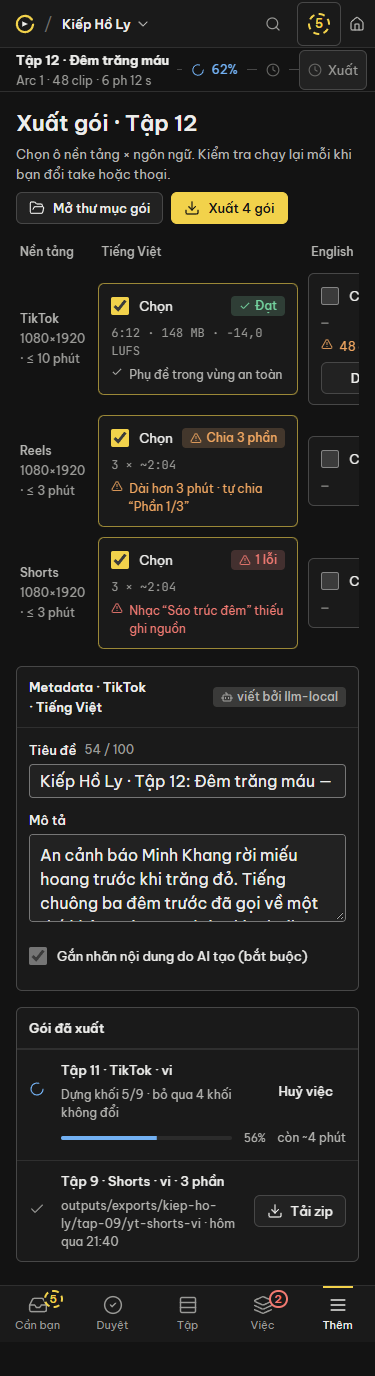 / Kiếp Hồ Ly
5
Tập 12 · Đêm trăng máu
Arc 1 · 48 clip · 6 ph 12 s
62%
Xuất
Xuất gói · Tập 12
Chọn ô nền tảng × ngôn ngữ. Kiểm tra chạy lại mỗi khi
bạn đổi take hoặc thoại.
Mở thư mục gói
Xuất 4 gói
Nền tảng
Tiếng Việt
English
TikTok
1080×1920
· ≤ 10 phút
Chọn
Đạt
6:12 · 148 MB · -14,0
LUFS
Phụ đề trong vùng an toàn
C
–
48
D
Reels
1080×1920
· ≤ 3 phút
Chọn
Chia 3 phần
3 × ~2:04
Dài hơn 3 phút · tự chia
“Phần 1/3”
C
–
Shorts
1080×1920
· ≤ 3 phút
Chọn
1 lỗi
3 × ~2:04
Nhạc “Sáo trúc đêm” thiếu
ghi nguồn
C
–
Metadata · TikTok
· Tiếng Việt
viết bởi llm-local
Tiêu đề 54 / 100
Kiếp Hồ Ly · Tập 12: Đêm trăng máu —
Mô tả
An cảnh báo Minh Khang rời miếu
hoang trước khi trăng đỏ. Tiếng
chuông ba đêm trước đã gọi về một
Gắn nhãn nội dung do AI tạo (bắt buộc)
Gói đã xuất
Tập 11 · TikTok · vi
Dựng khối 5/9 · bỏ qua 4 khối
không đổi
Huỷ việc
56%
còn ~4 phút
Tập 9 · Shorts · vi · 3 phần
outputs/exports/kiep-ho-
ly/tap-09/yt-shorts-vi · hôm
qua 21:40
Tải zip
5
2
Cần bạn
Duyệt
Tập
Việc
Thêm